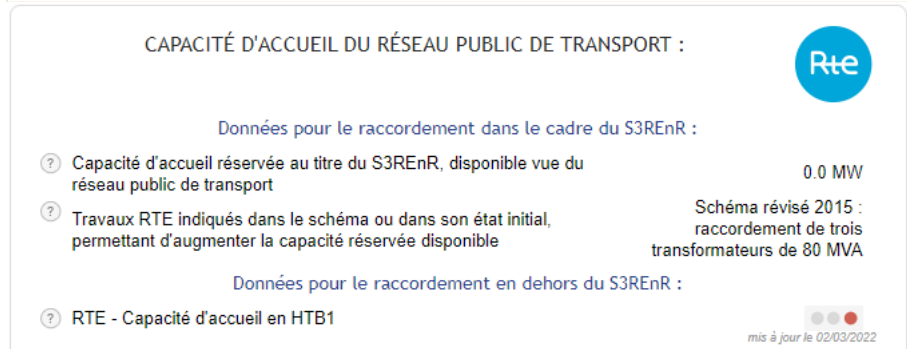 CAPACITÉ D'ACCUEIL DU RÉSEAU PUBLIC DE TRANSPORT :
Rte
Données pour le raccordement dans le cadre du S3REnR :
? Capacité d'accueil réservée au titre du S3REnR, disponible vue du
réseau public de transport
0.0 MW
? Travaux RTE indiqués dans le schéma ou dans son état initial,
permettant d'augmenter la capacité réservée disponible
Schéma révisé 2015 :
raccordement de trois
transformateurs de 80 MVA
Données pour le raccordement en dehors du S3REnR :
? RTE - Capacité d'accueil en HTB1
mis à jour le 02/03/2022